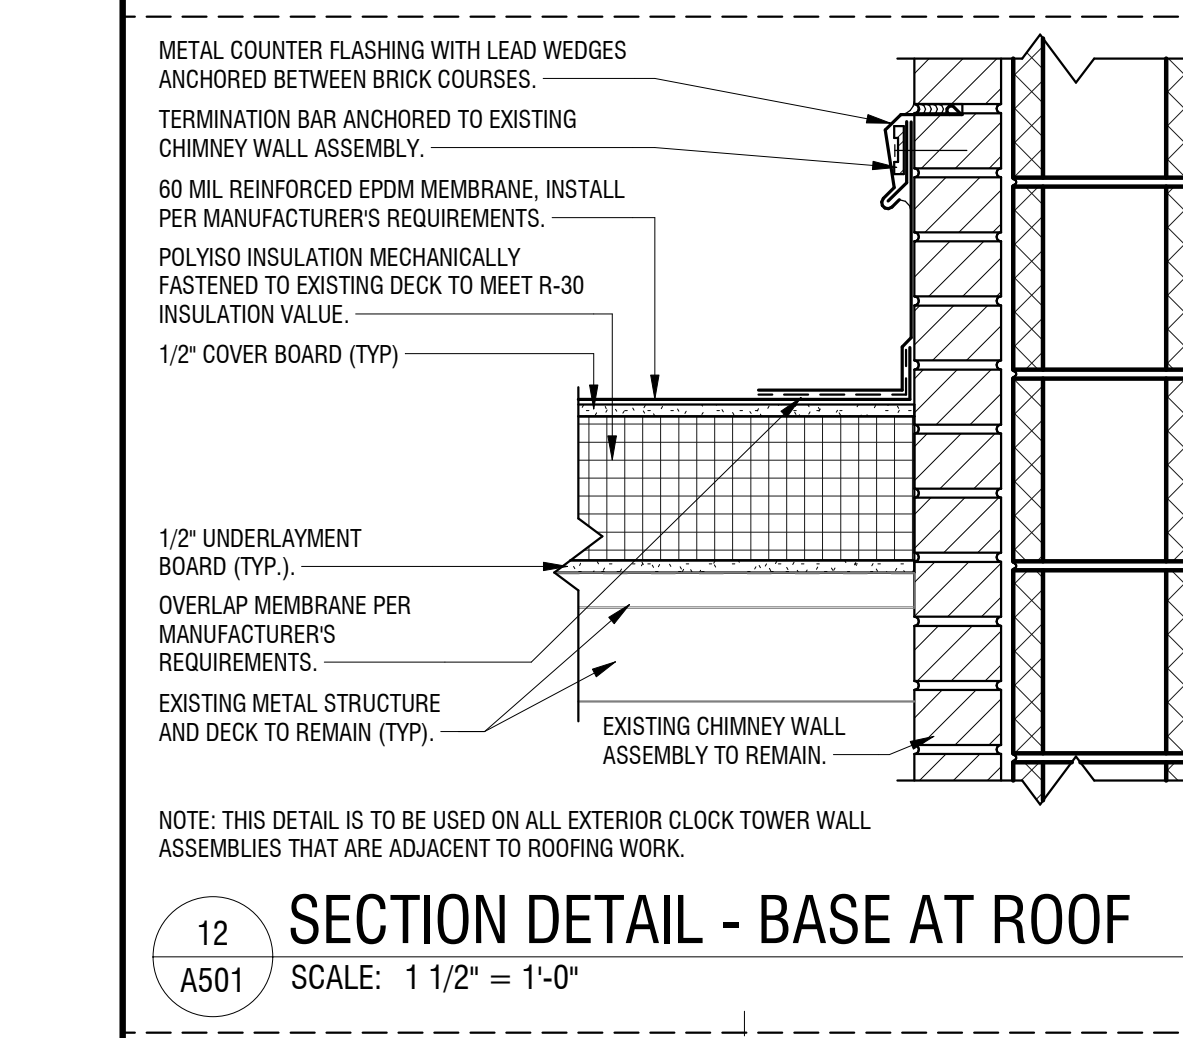 METAL COUNTER FLASHING WITH LEAD WEDGES
ANCHORED BETWEEN BRICK COURSES.
TERMINATION BAR ANCHORED TO EXISTING
CHIMNEY WALL ASSEMBLY.
60 MIL REINFORCED EPDM MEMBRANE, INSTALL
PER MANUFACTURER'S REQUIREMENTS.
POLYISO INSULATION MECHANICALLY
FASTENED TO EXISTING DECK TO MEET R-30
INSULATION VALUE.
1/2" COVER BOARD (TYP)
1/2" UNDERLAYMENT
BOARD (TYP.).
OVERLAP MEMBRANE PER
MANUFACTURER'S
REQUIREMENTS.
EXISTING METAL STRUCTURE
AND DECK TO REMAIN (TYP).
EXISTING CHIMNEY WALL
ASSEMBLY TO REMAIN.
NOTE: THIS DETAIL IS TO BE USED ON ALL EXTERIOR CLOCK TOWER WALL
ASSEMBLIES THAT ARE ADJACENT TO ROOFING WORK.
12
A501
SECTION DETAIL - BASE AT ROOF
SCALE: 1 1/2" = 1'-0"